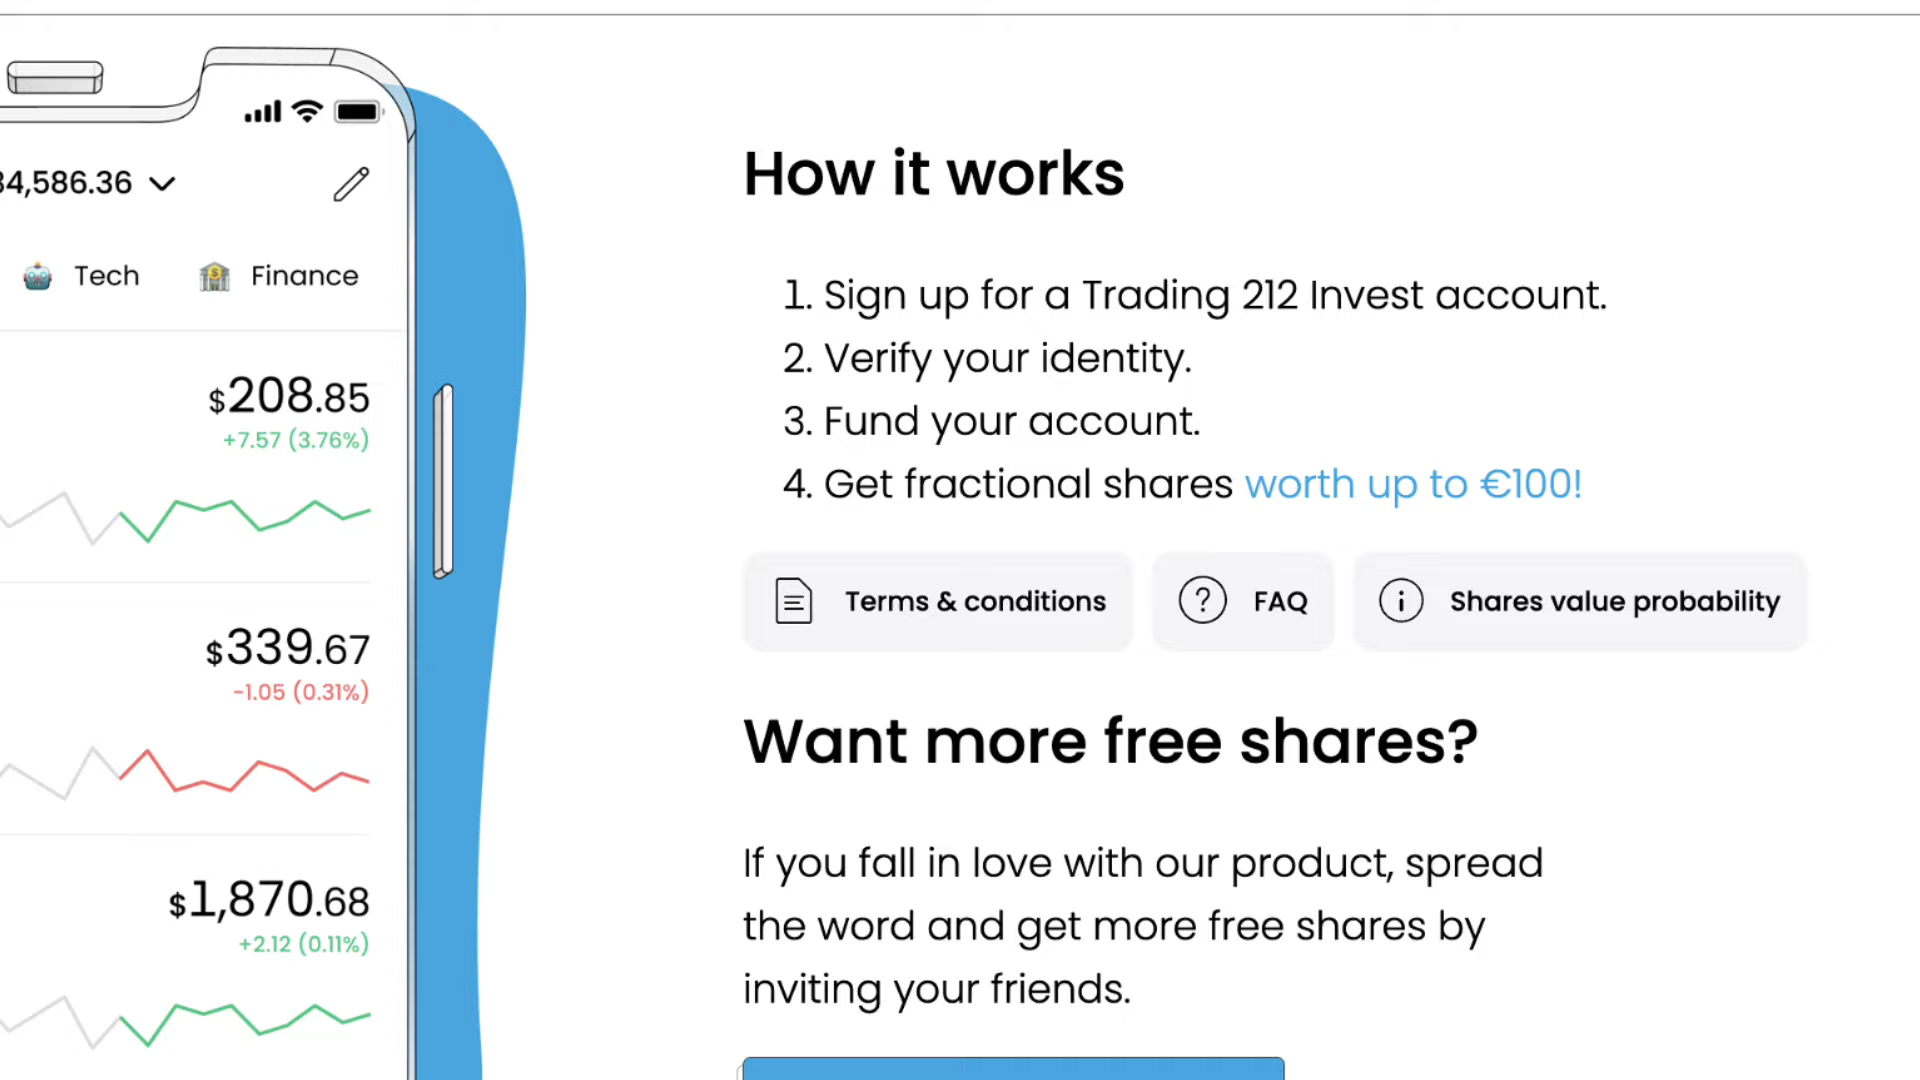 34,586.36
Tech
Finance
$208.85
+7.57 (3.76%)
$339.67
-1.05 (0.31%)
$1,870.68
+2.12 (0.11%)
How it works
1. Sign up for a Trading 212 Invest account.
2. Verify your identity.
3. Fund your account.
4. Get fractional shares worth up to €100!
Terms & conditions
? FAQ
i Shares value probability
Want more free shares?
If you fall in love with our product, spread
the word and get more free shares by
inviting your friends.